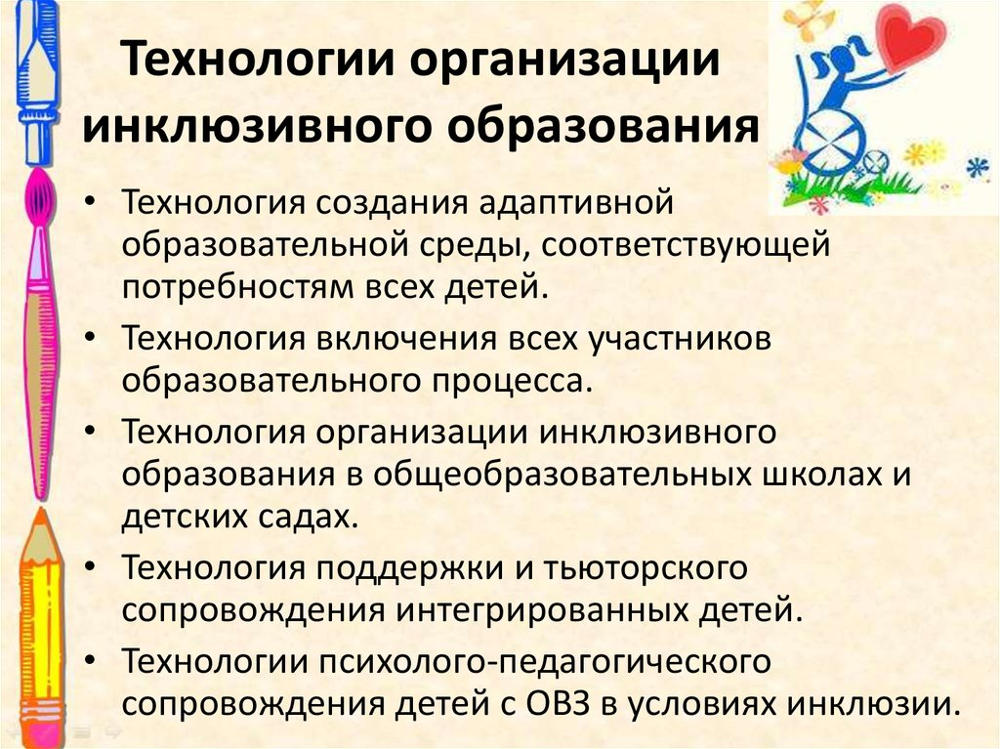 Технологии организации
инклюзивного образования
• Технология создания адаптивной
образовательной среды, соответствующей
потребностям всех детей.
• Технология включения всех участников
образовательного процесса.
• Технология организации инклюзивного
образования в общеобразовательных школах и
детских садах.
• Технология поддержки и тьюторского
сопровождения интегрированных детей.
• Технологии психолого-педагогического
сопровождения детей с ОВЗ в условиях инклюзии.